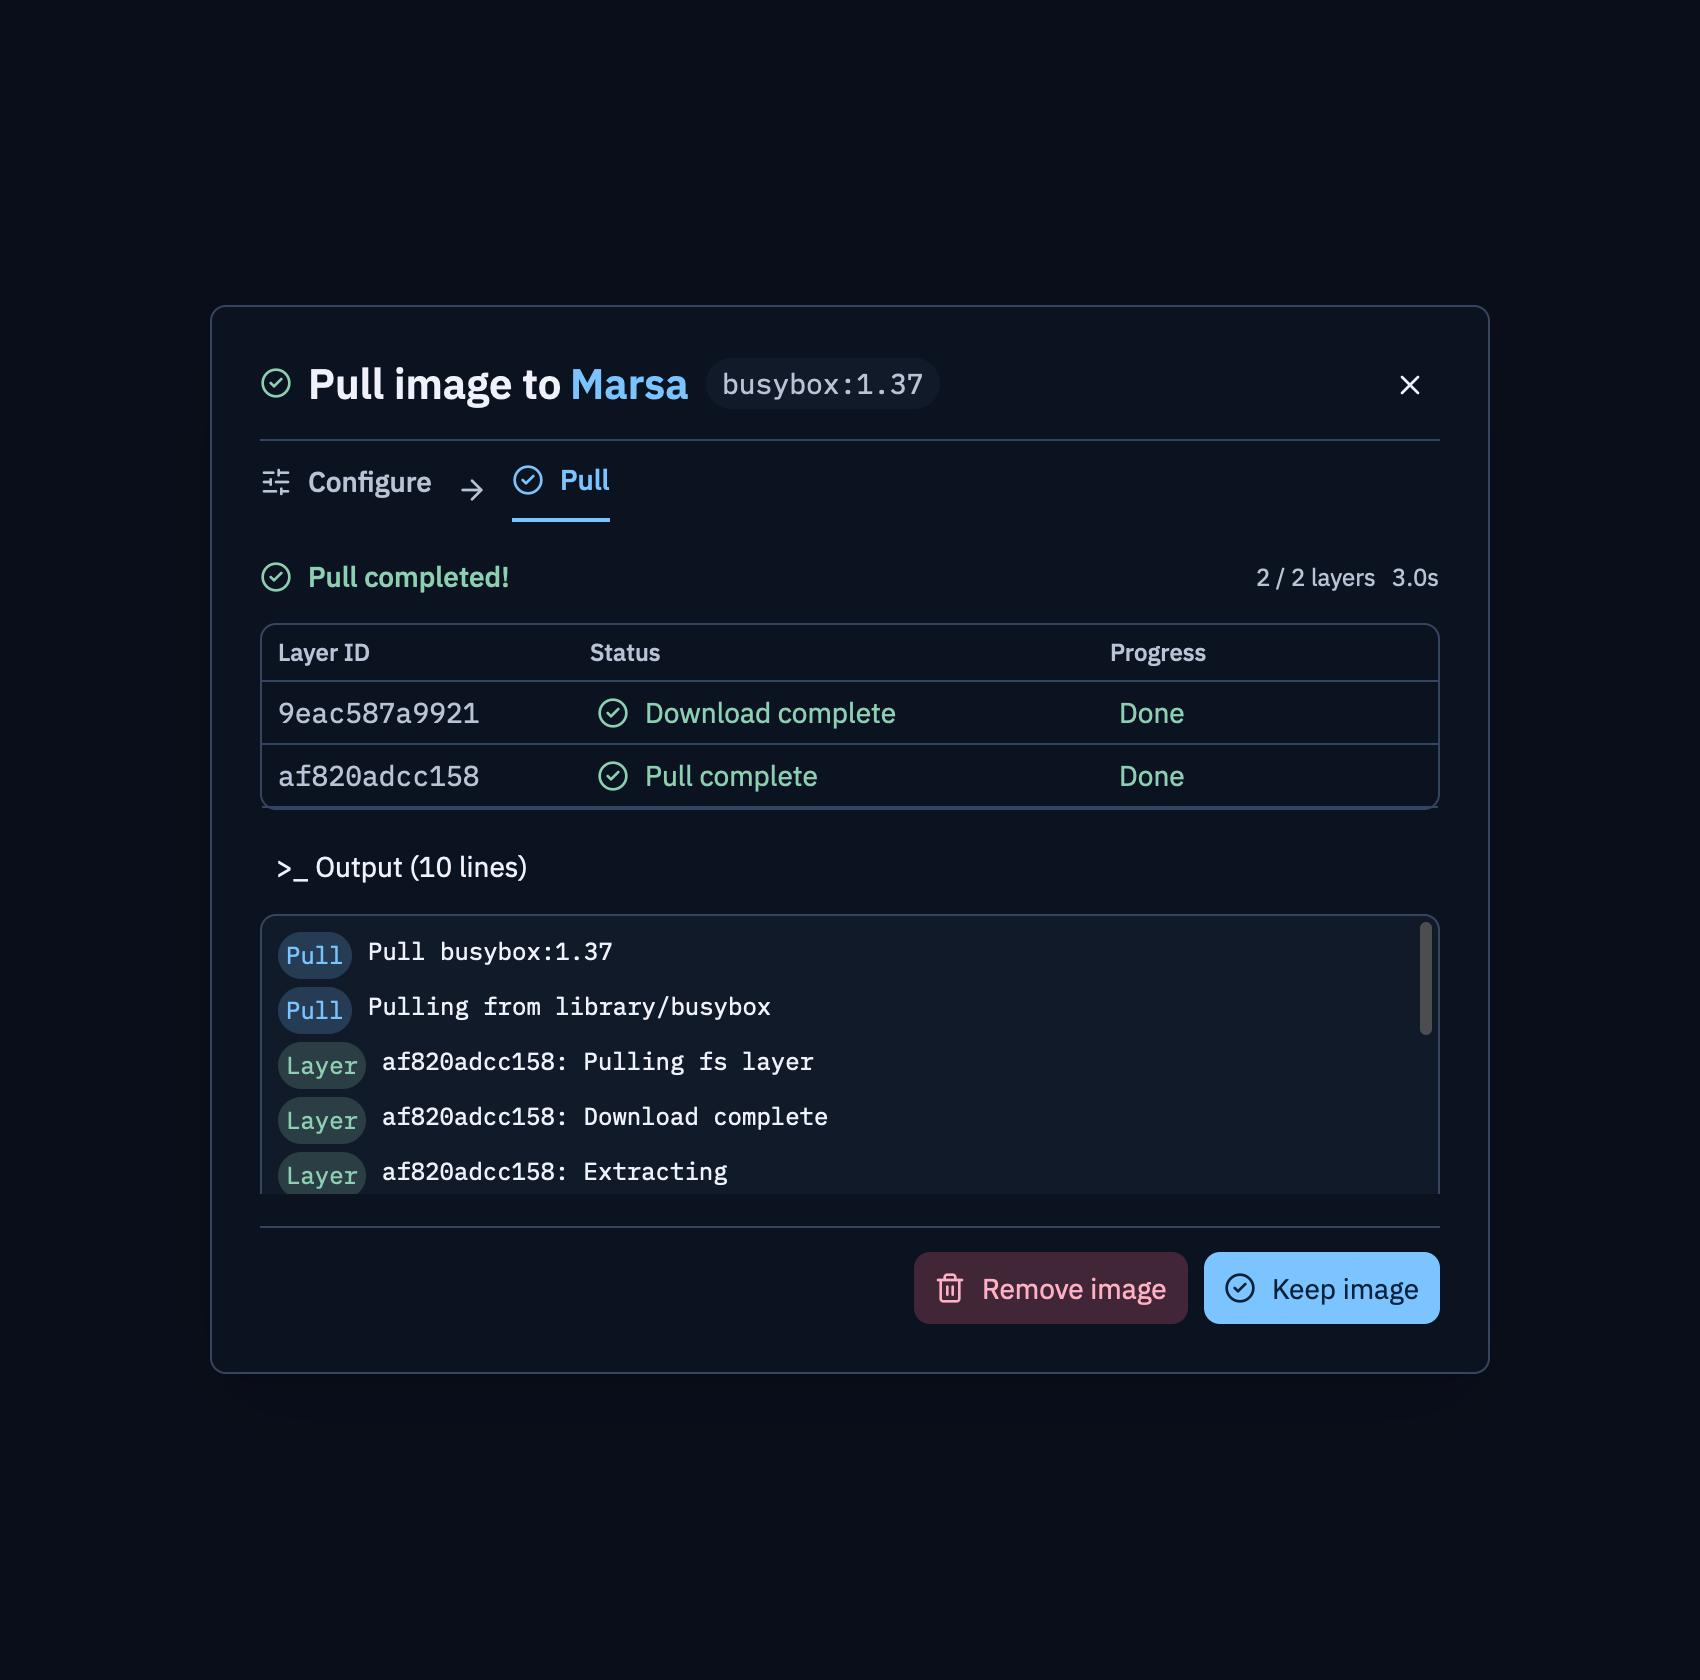 Pull image to Marsa busybox:1.37
Configure → Pull
Pull completed! 2 / 2 layers 3.0s
Layer ID Status Progress
9eac587a9921 Download complete Done
af820adcc158 Pull complete Done
>_ Output (10 lines)
Pull Pull busybox:1.37
Pull Pulling from library/busybox
Layer af820adcc158: Pulling fs layer
Layer af820adcc158: Download complete
Layer af820adcc158: Extracting
Remove image Keep image